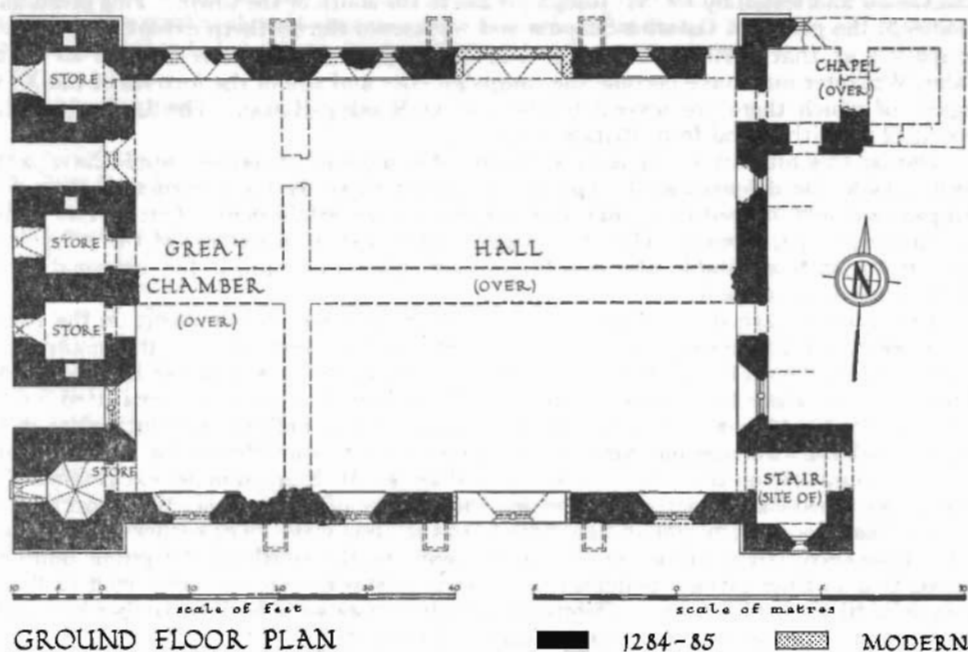 STORE
CHAPEL
(OVER)
STORE
GREAT
HALL
CHAMBER
(OVER)
N
(OVER)
STORE
STORE
STAIR
(SITE OF)
scale of feet
scale of metres
GROUND FLOOR PLAN
1284–85
MODERN